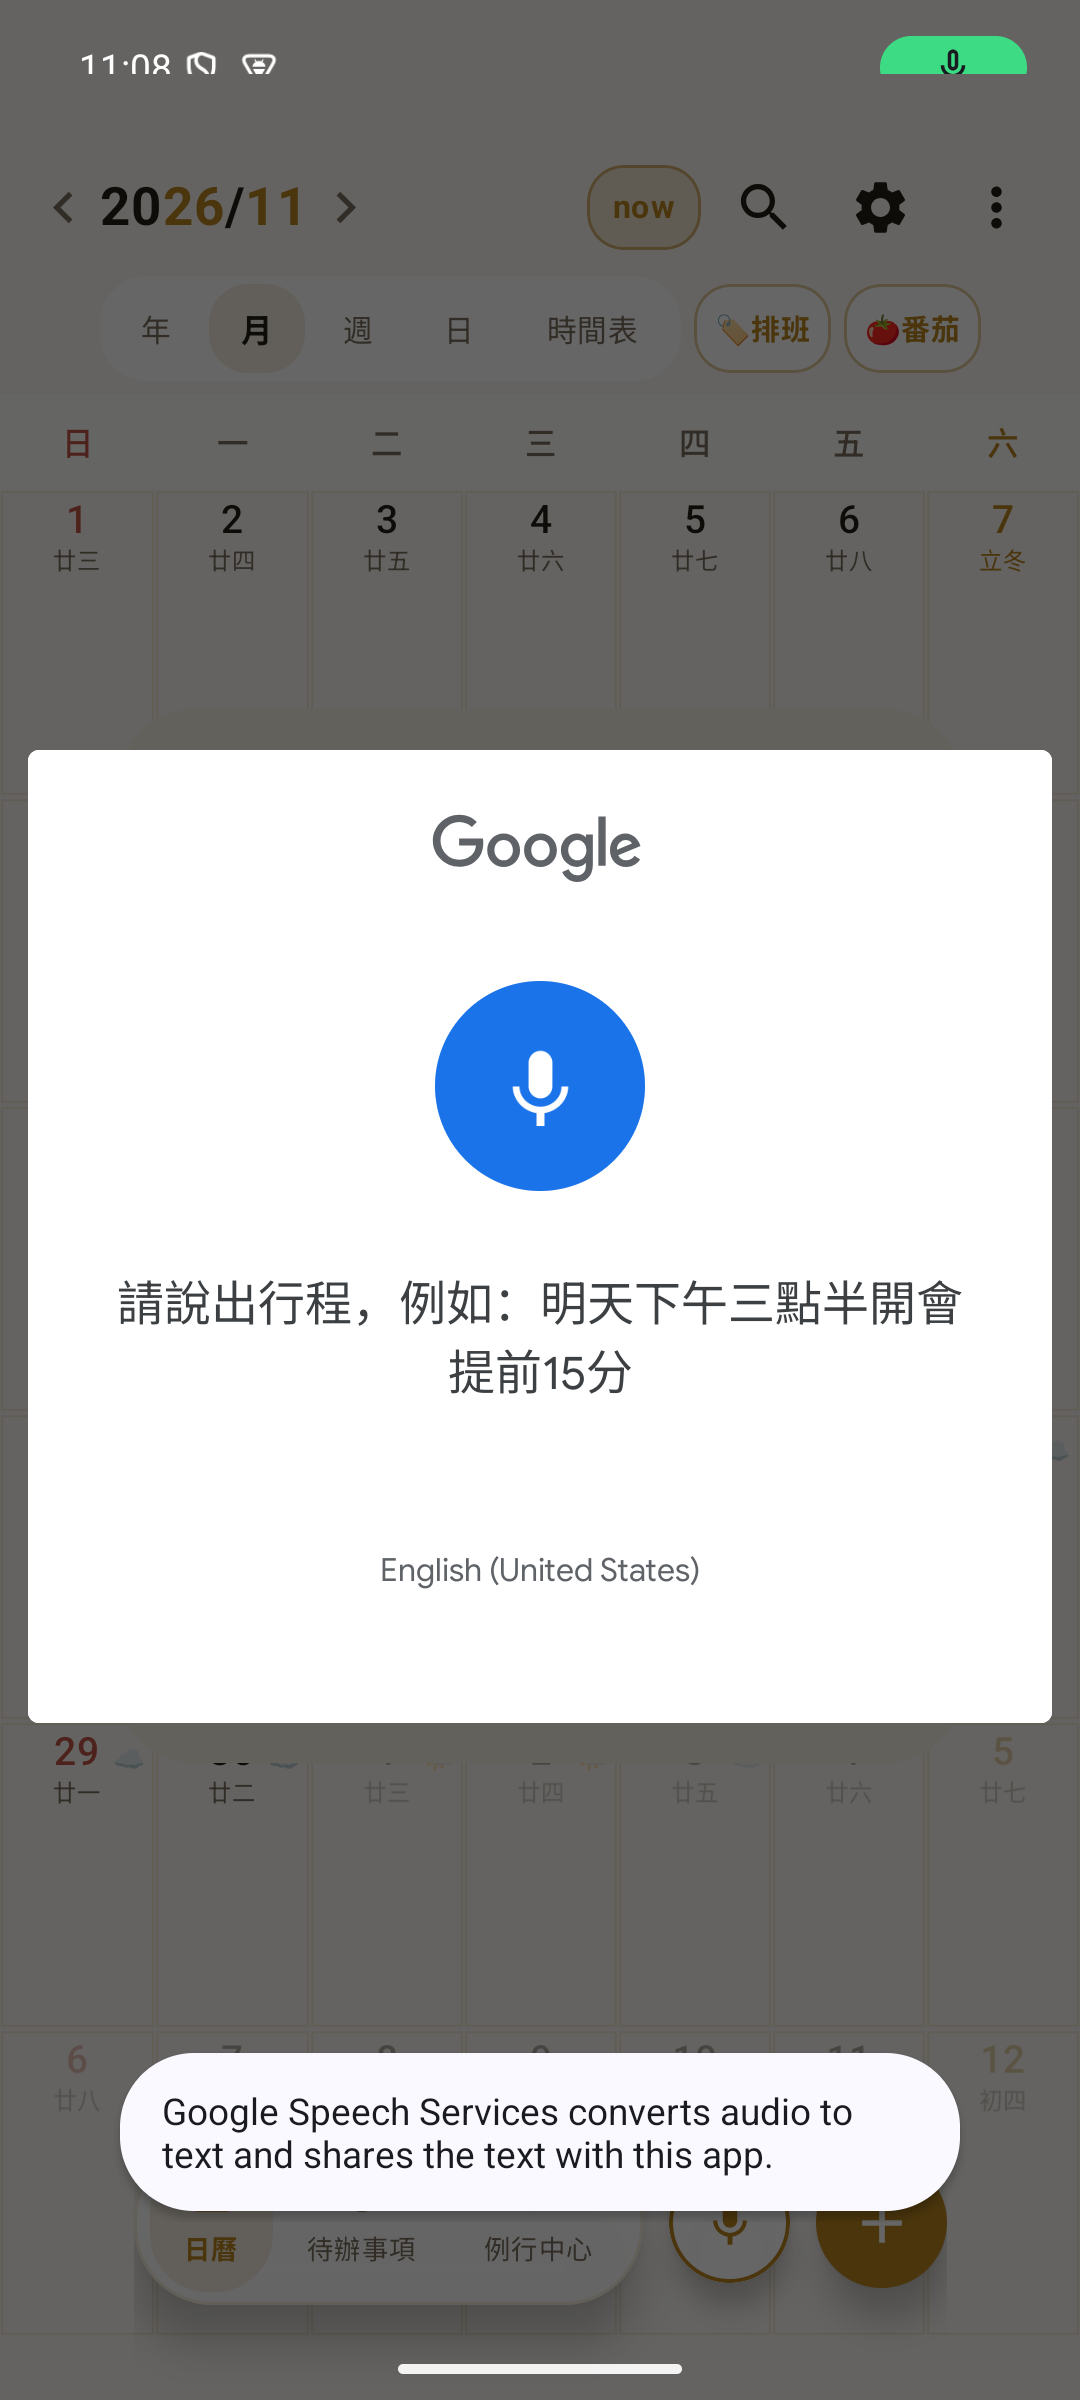 11:08
2026/11
now
年 月 週 日 時間表 排班 番茄
日 一 二 三 四 五 六
1 2 3 4 5 6 7
廿三 廿四 廿五 廿六 廿七 廿八 立冬
Google
請說出行程，例如：明天下午三點半開會
提前15分
English (United States)
29 5
廿一 廿二 廿三 廿四 廿五 廿六 廿七
6 7 8 9 10 11 12
廿八 初四
Google Speech Services converts audio to
text and shares the text with this app.
日曆 待辦事項 例行中心